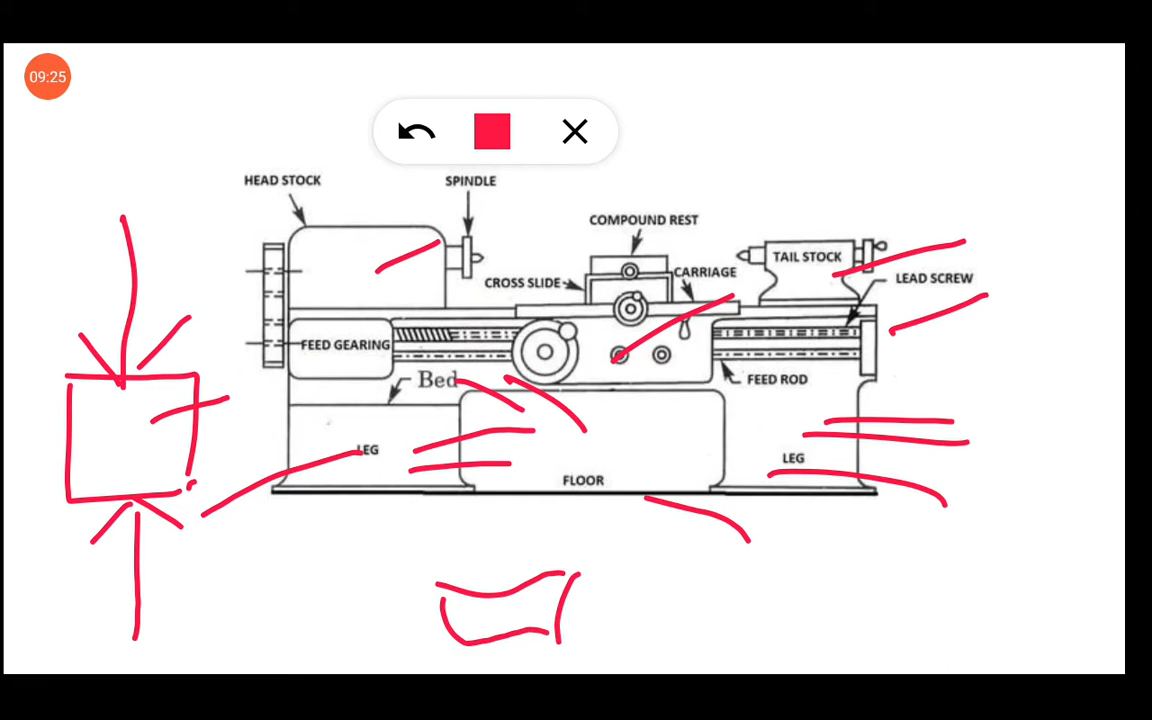 09:25
HEAD STOCK
SPINDLE
COMPOUND REST
TAIL STOCK
CROSS SLIDE
CARRIAGE
LEAD SCREW
FEED GEARING
Bed
FEED ROD
LEG
LEG
FLOOR